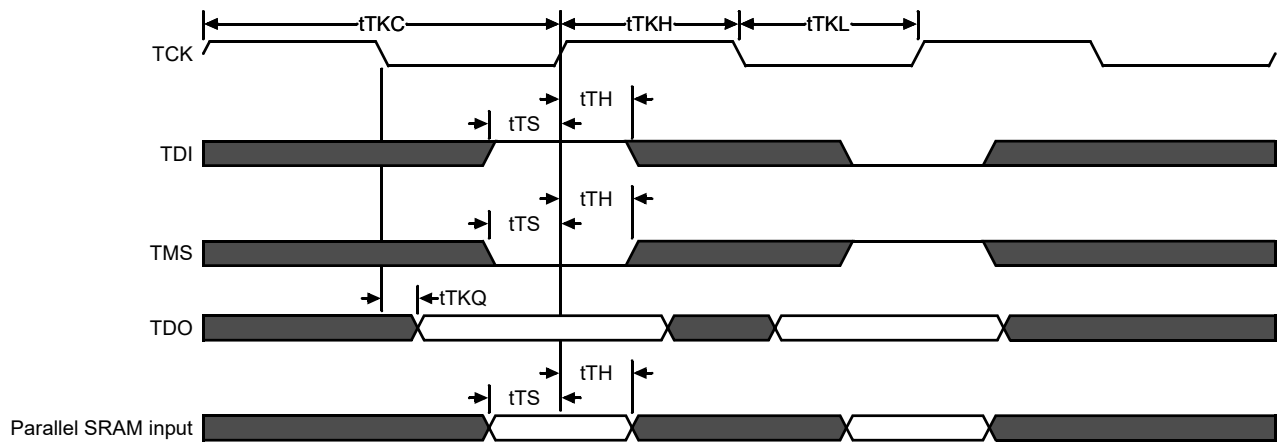 tTKC
tTKH
tTKL
TCK
tTH
tTS
TDI
tTH
tTS
TMS
tTKQ
TDO
tTH
tTS
Parallel SRAM input